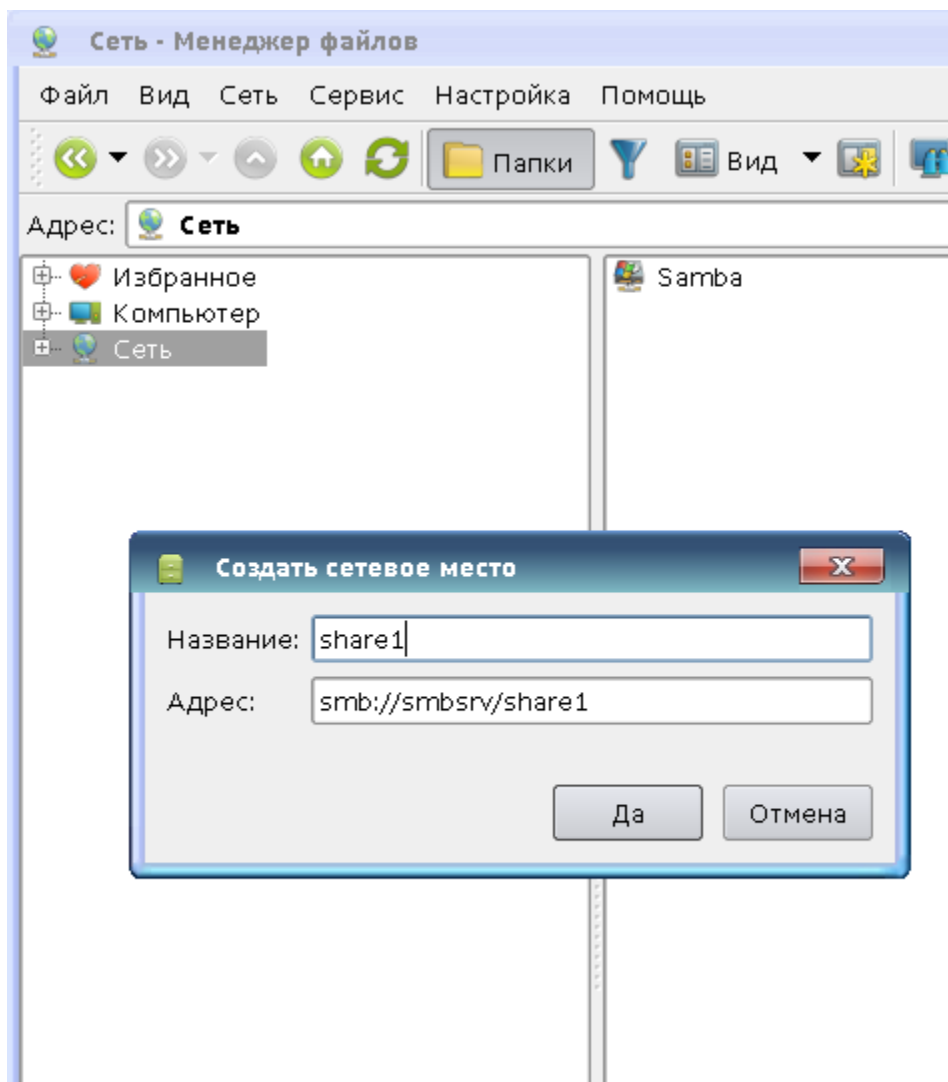 Сеть - Менеджер файлов
Файл Вид Сеть Сервис Настройка Помощь
Папки Вид
Адрес: Сеть
Избранное
Компьютер
Сеть
Samba
Создать сетевое место
Название: share1
Адрес: smb://smbsrv/share1
Да Отмена